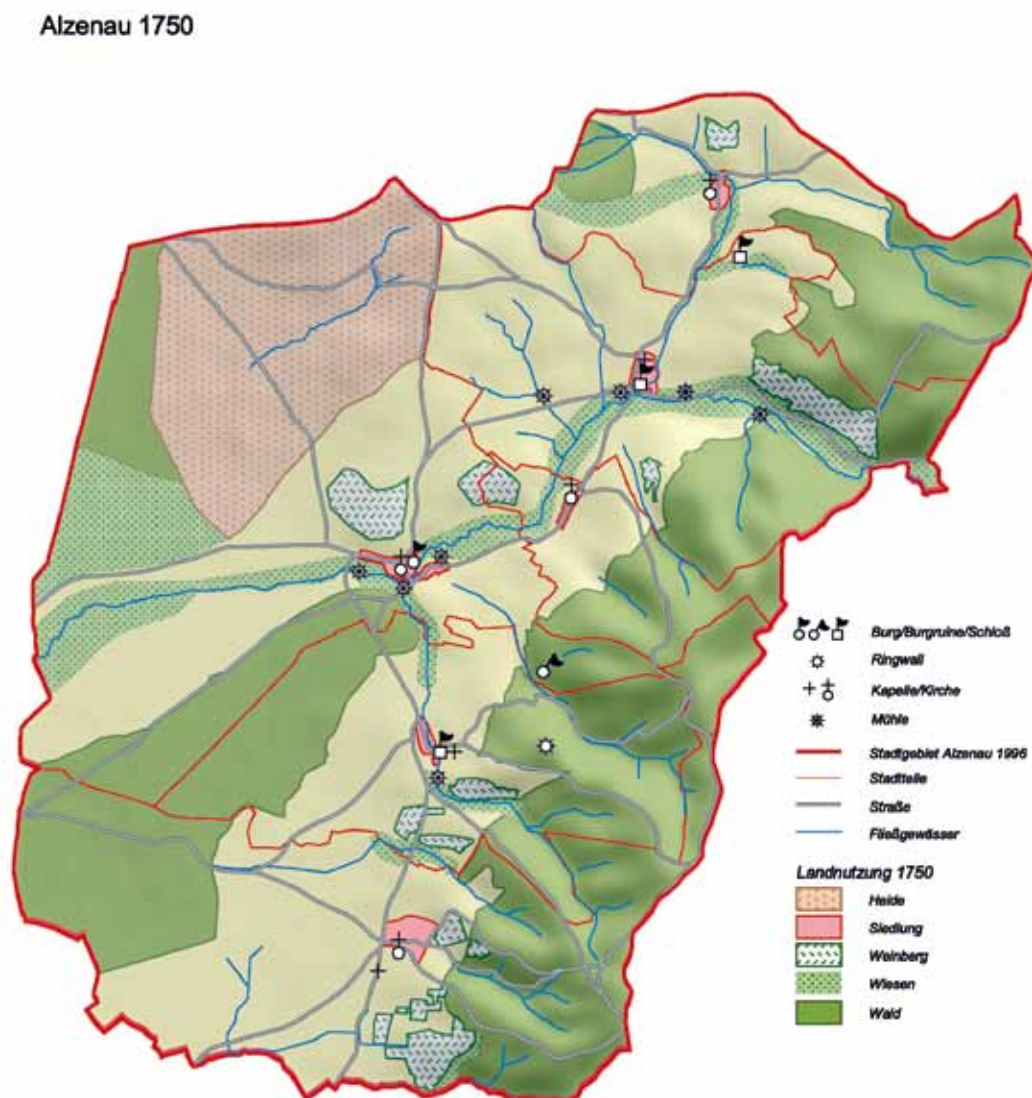 Alzenau 1750
Burg/Burgruine/Schloß
Ringwall
Kapelle/Kirche
Mühle
Stadtgebiet Alzenau 1996
Stadtteile
Straße
Fließgewässer
Landnutzung 1750
Heide
Siedlung
Weinberg
Wiesen
Wald